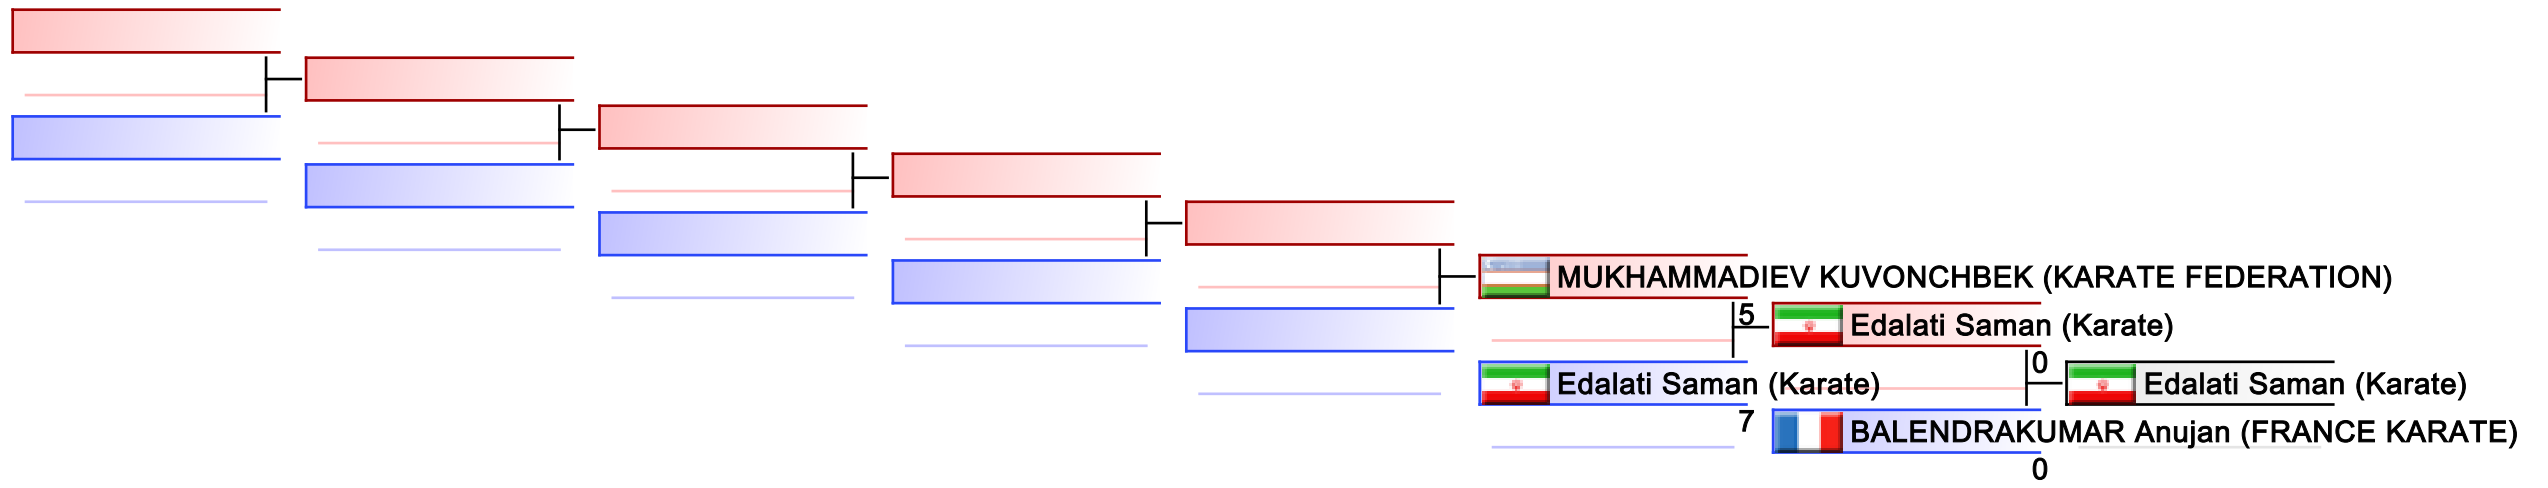 MUKHAMMADIEV KUVONCHBEK (KARATE FEDERATION)
5
Edalati Saman (Karate)
0
Edalati Saman (Karate)
Edalati Saman (Karate)
7
BALENDRAKUMAR Anujan (FRANCE KARATE)
0